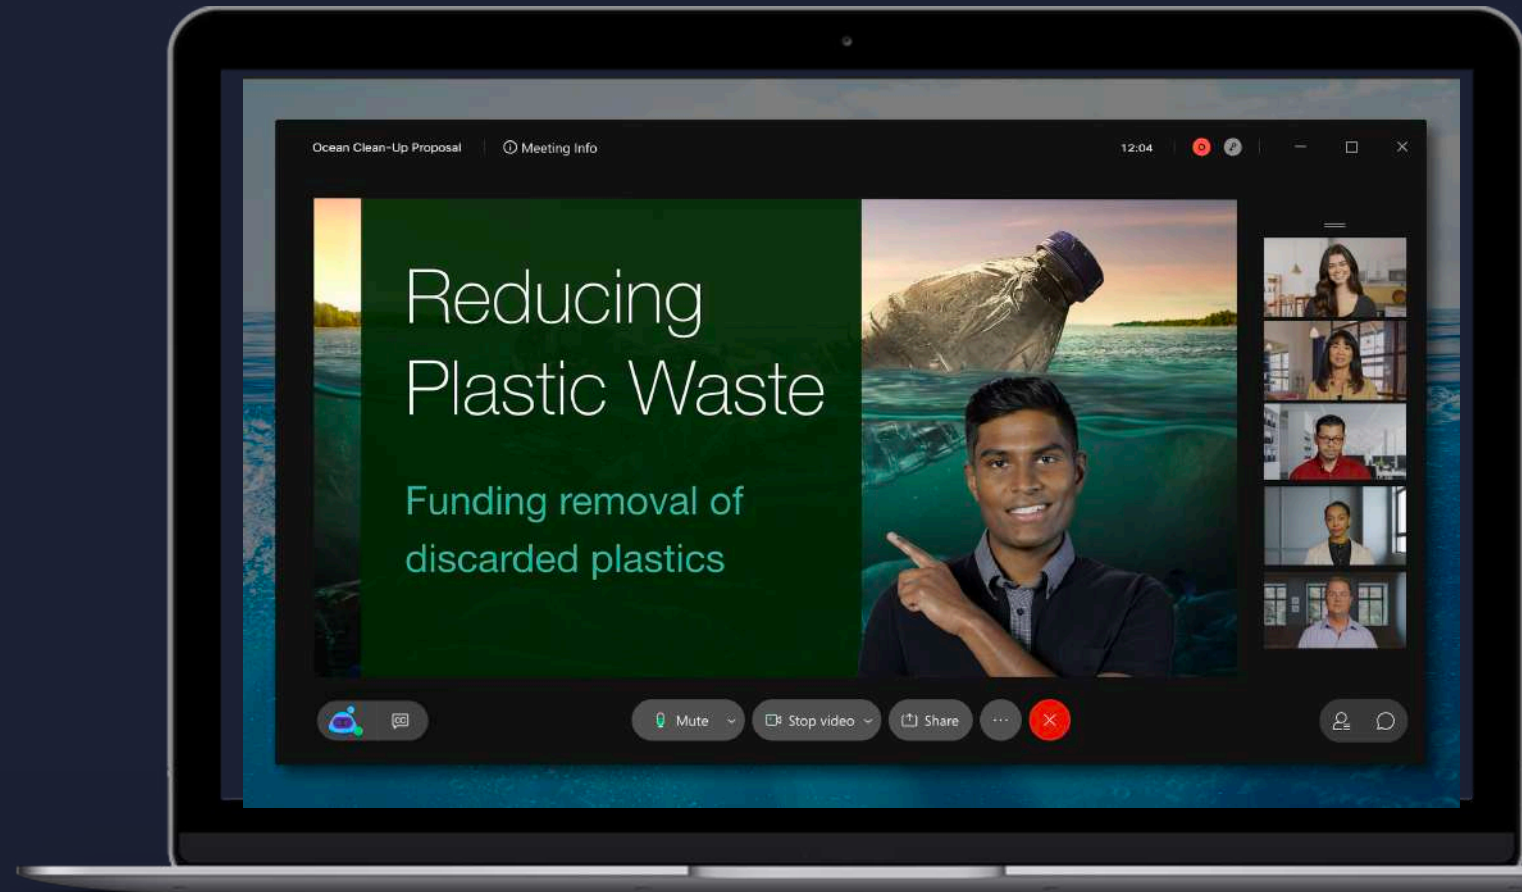 Ocean Clean-Up Proposal
Meeting Info
12:04
Reducing
Plastic Waste
Funding removal of
discarded plastics
CC
Mute
Stop video
Share